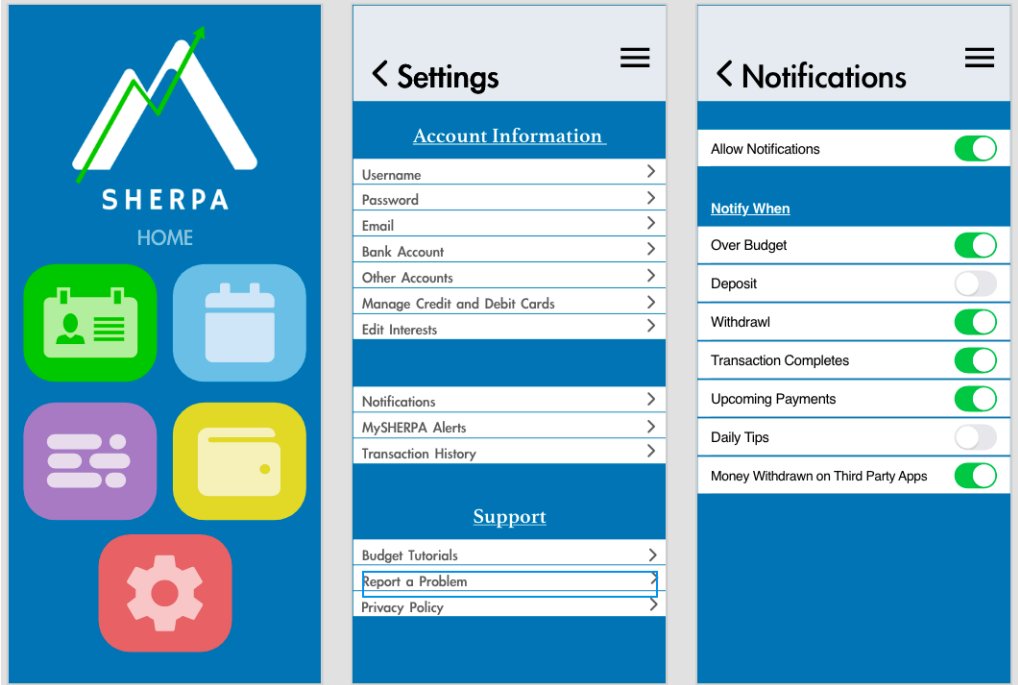 SHERPA
HOME
Settings
Account Information
Username
Password
Email
Bank Account
Other Accounts
Manage Credit and Debit Cards
Edit Interests
Notifications
MySHERPA Alerts
Transaction History
Support
Budget Tutorials
Report a Problem
Privacy Policy
Notifications
Allow Notifications
Notify When
Over Budget
Deposit
Withdrawl
Transaction Completes
Upcoming Payments
Daily Tips
Money Withdrawn on Third Party Apps